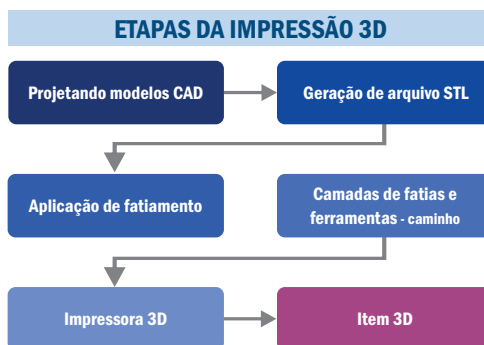 ETAPAS DA IMPRESSÃO 3D
Projetando modelos CAD
Geração de arquivo STL
Aplicação de fatiamento
Camadas de fatias e
ferramentas - caminho
Impressora 3D
Item 3D